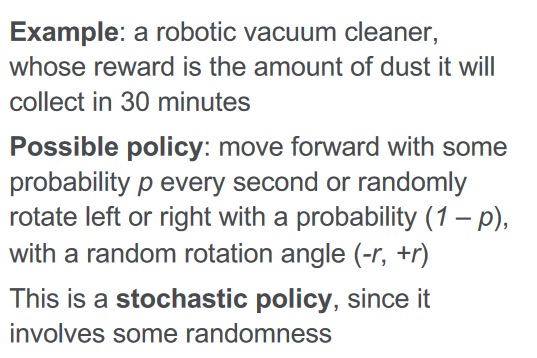 Example: a robotic vacuum cleaner,
whose reward is the amount of dust it will
collect in 30 minutes
Possible policy: move forward with some
probability p every second or randomly
rotate left or right with a probability (1 – p),
with a random rotation angle (-r, +r)
This is a stochastic policy, since it
involves some randomness